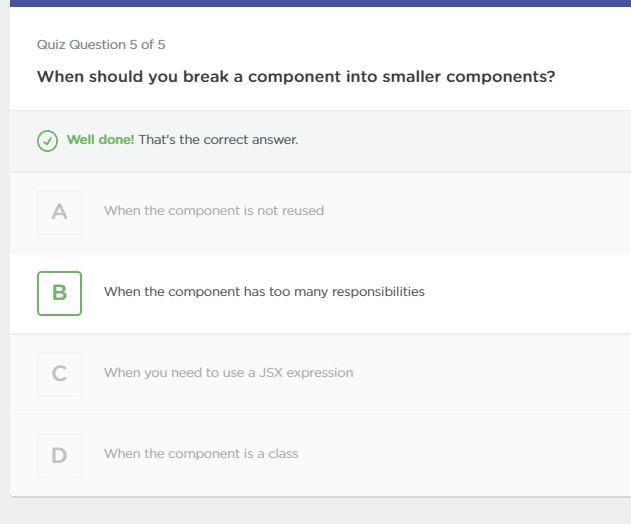 Quiz Question 5 of 5
When should you break a component into smaller components?
Well done! That's the correct answer.
A When the component is not reused
B When the component has too many responsibilities
C When you need to use a JSX expression
D When the component is a class